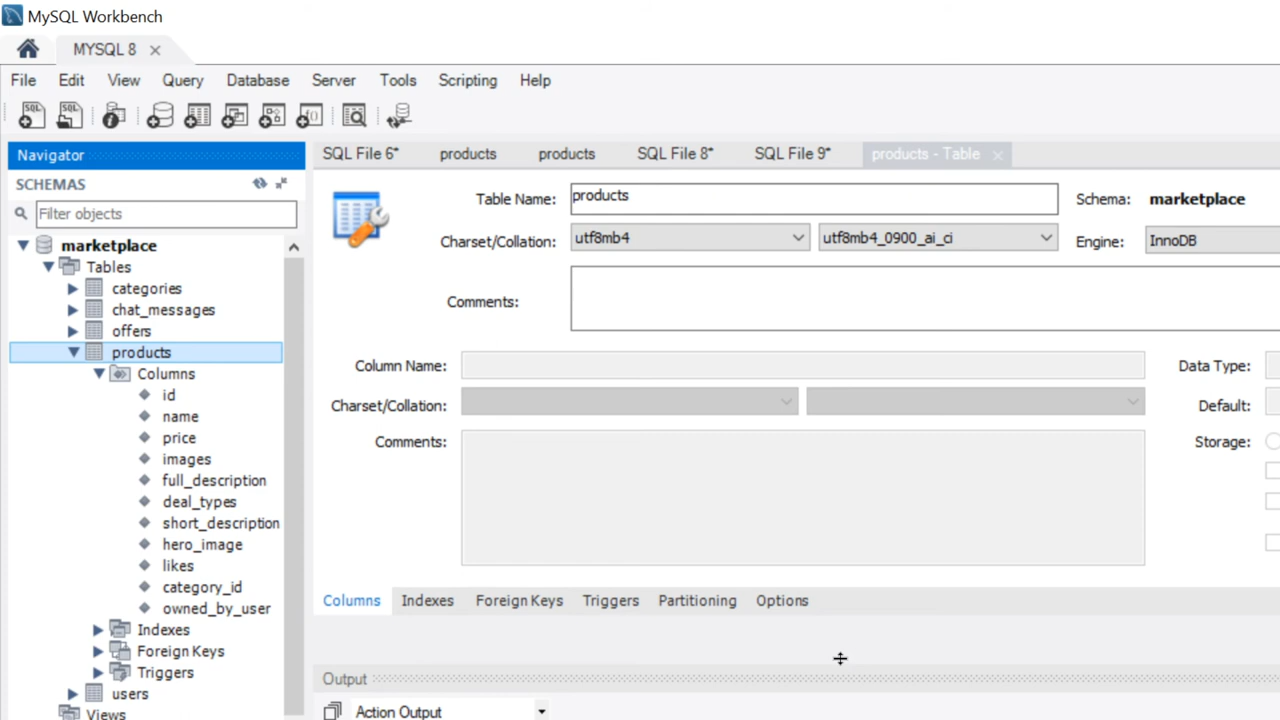 MySQL Workbench
MYSQL 8
File Edit View Query Database Server Tools Scripting Help
Navigator
SCHEMAS
Filter objects
marketplace
Tables
categories
chat_messages
offers
products
Columns
id
name
price
images
full_description
deal_types
short_description
hero_image
likes
category_id
owned_by_user
Indexes
Foreign Keys
Triggers
users
Views
SQL File 6* products products SQL File 8* SQL File 9* products - Table
Table Name: products Schema: marketplace
Charset/Collation: utf8mb4 utf8mb4_0900_ai_ci Engine: InnoDB
Comments:
Column Name: Data Type:
Charset/Collation: Default:
Comments: Storage:
Columns Indexes Foreign Keys Triggers Partitioning Options
Output
Action Output